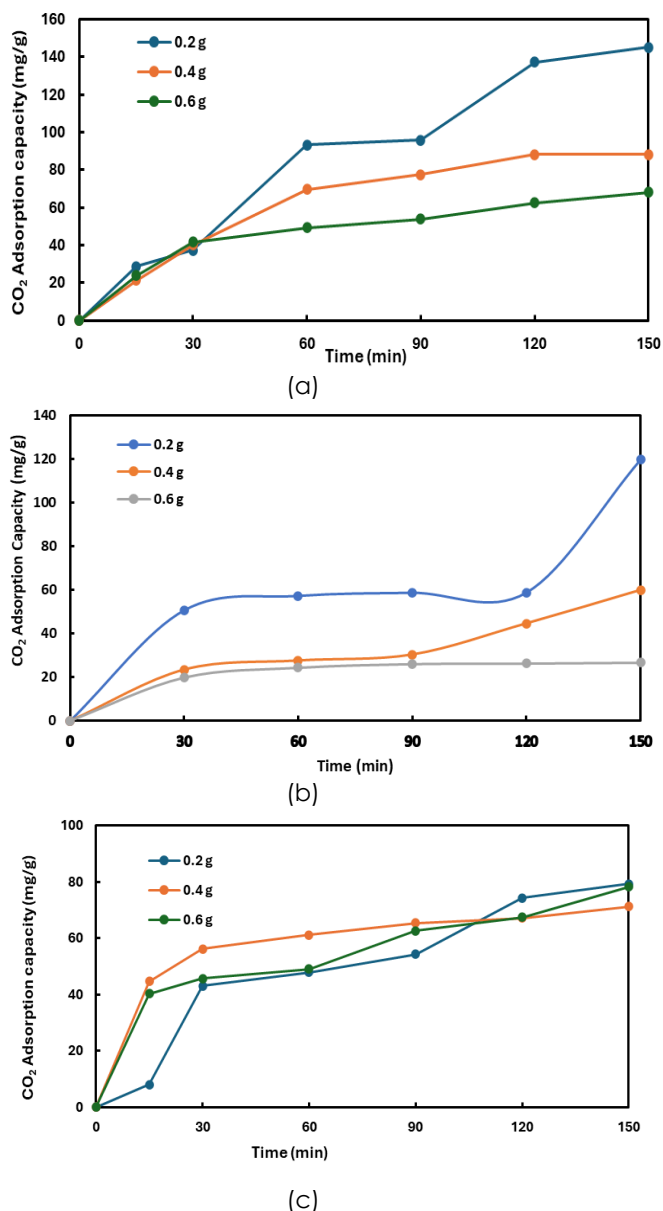 CO₂ Adsorption capacity (mg/g)
160
140
120
100
80
60
40
20
0
0.2 g
0.4 g
0.6 g
0 30 60 90 120 150
Time (min)
(a)
CO₂ Adsorption Capacity (mg/g)
140
120
100
80
60
40
20
0
0.2 g
0.4 g
0.6 g
0 30 60 90 120 150
Time (min)
(b)
CO₂ Adsorption capacity (mg/g)
100
80
60
40
20
0
0.2 g
0.4 g
0.6 g
0 30 60 90 120 150
Time (min)
(c)